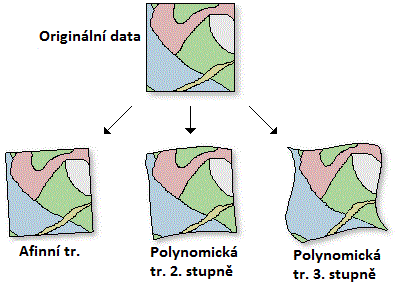 Originální data
Afinní tr.
Polynomická
tr. 2. stupně
Polynomická
tr. 3. stupně